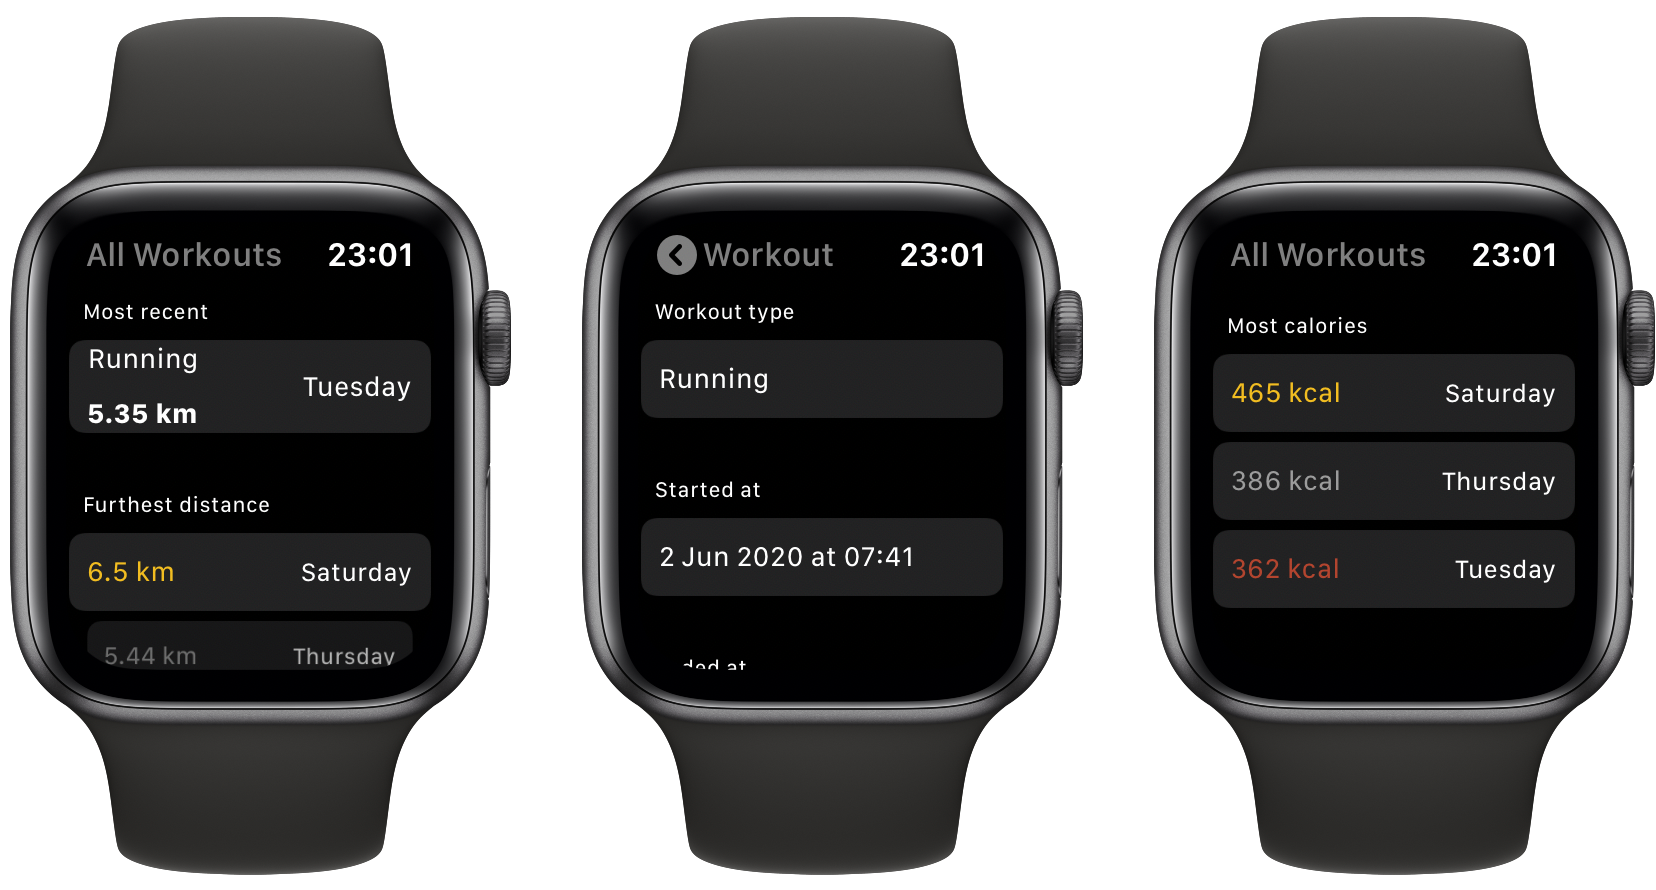 All Workouts 23:01
Most recent
Running
Tuesday
5.35 km
Furthest distance
6.5 km Saturday
5.44 km Thursday
Workout 23:01
Workout type
Running
Started at
2 Jun 2020 at 07:41
at
All Workouts 23:01
Most calories
465 kcal Saturday
386 kcal Thursday
362 kcal Tuesday